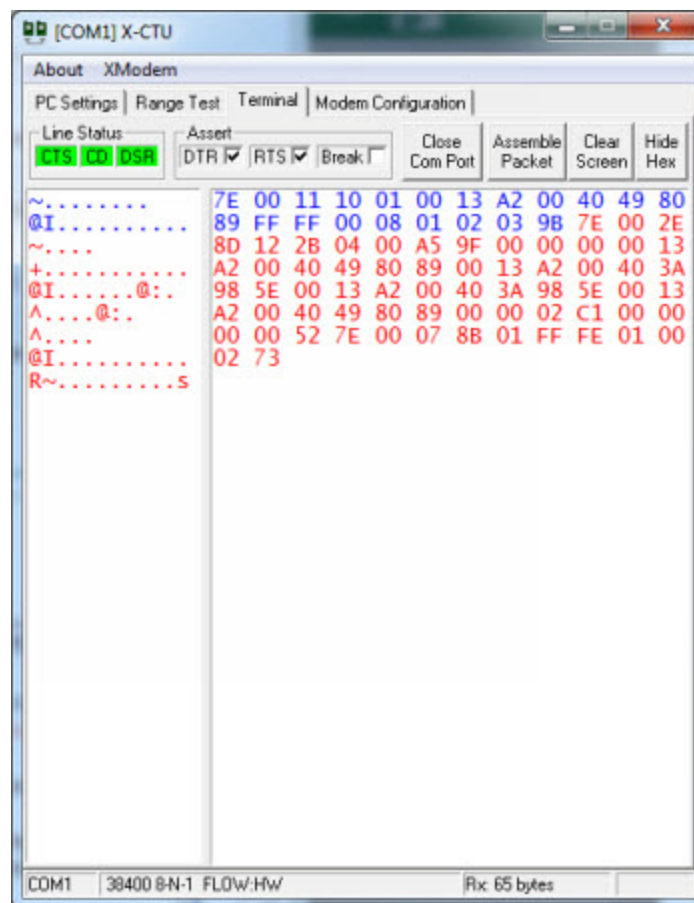 [COM1] X-CTU
About XModem
PC Settings Range Test Terminal Modem Configuration
Line Status Assert
CTS CD DSR DTR RTS Break Close Com Port Assemble Packet Clear Screen Hide Hex
~........ 7E 00 11 10 01 00 13 A2 00 40 49 80
@I.......... 89 FF FF 00 08 01 02 03 9B 7E 00 2E
~.... 8D 12 2B 04 00 A5 9F 00 00 00 00 13
+........... A2 00 40 49 80 89 00 13 A2 00 40 3A
@I......@:. 98 5E 00 13 A2 00 40 3A 98 5E 00 13
^....@:. A2 00 40 49 80 89 00 00 02 C1 00 00
^.... 00 00 52 7E 00 07 8B 01 FF FE 01 00
@I.......... 02 73
R~.........s
COM1 38400 8-N-1 FLOW:HW Rx: 65 bytes